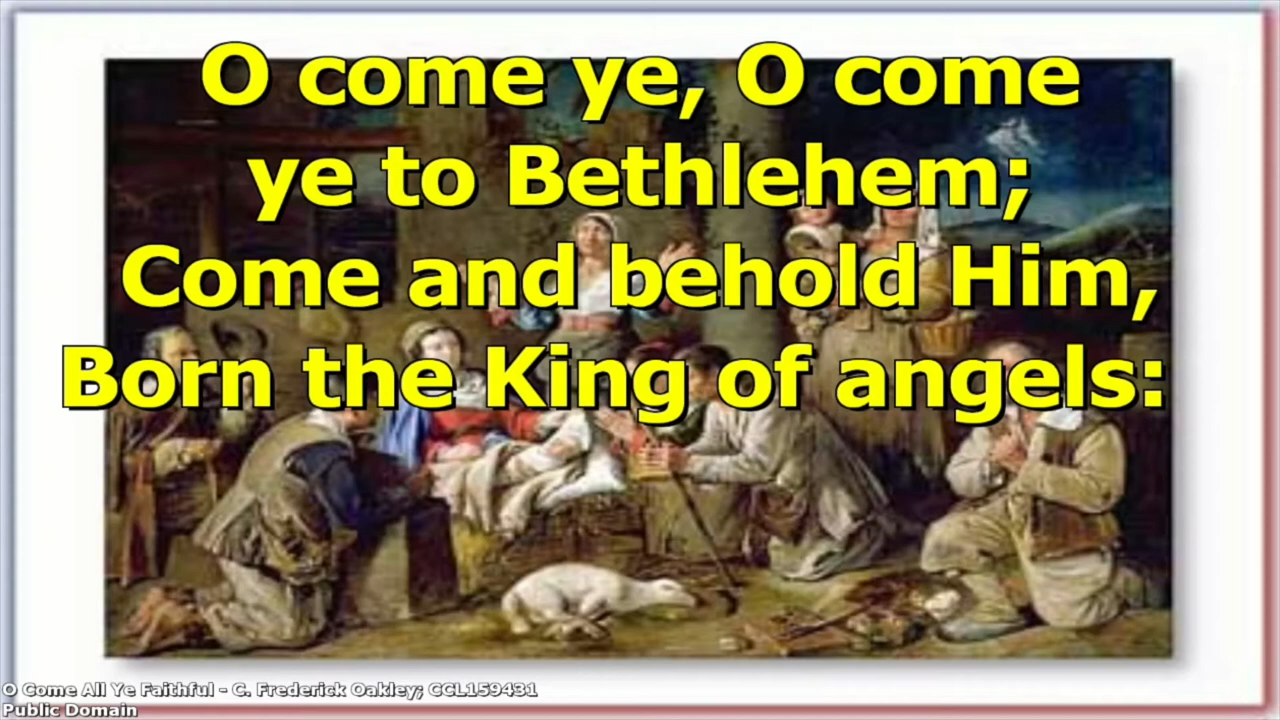 O come ye, O come
ye to Bethlehem;
Come and behold Him,
Born the King of angels:
O Come All Ye Faithful - C. Frederick Oakley; CCL159431
Public Domain